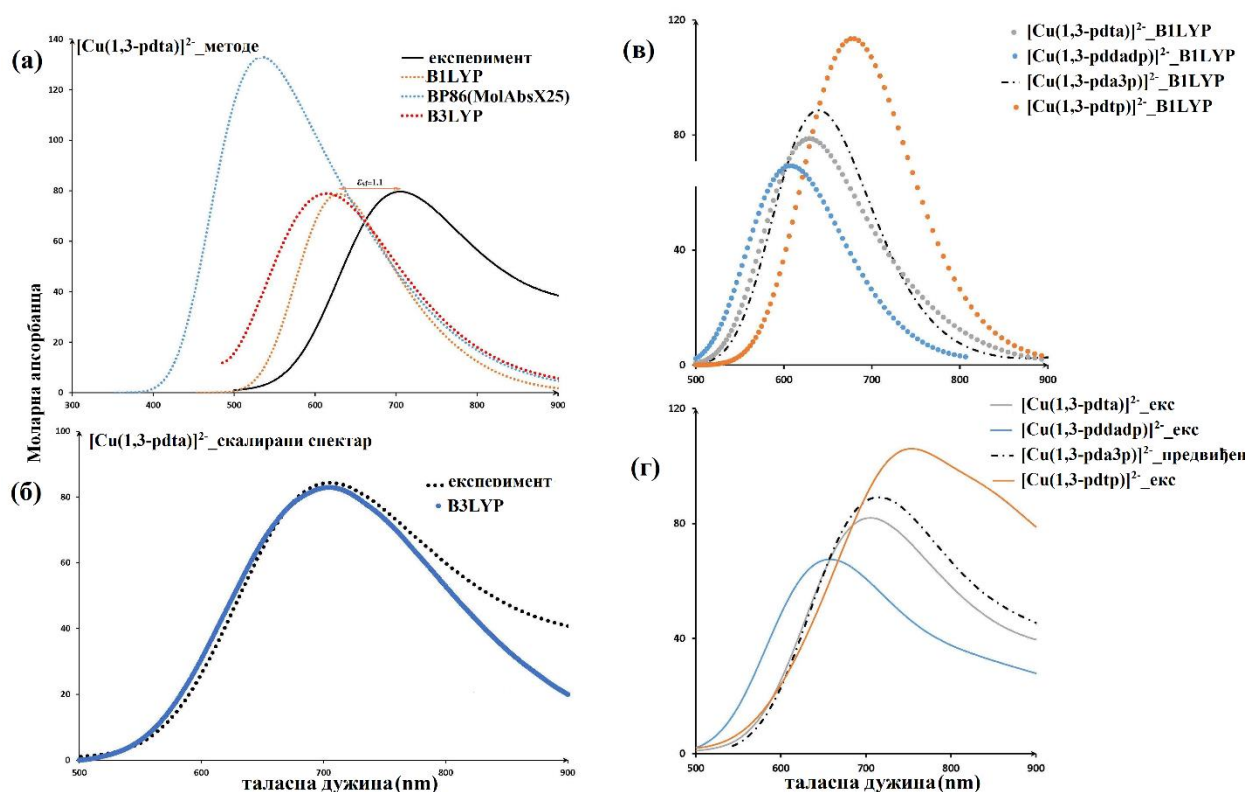 (а)
[Cu(1,3-pdta)]²⁻_методе
140
120
100
80
60
40
20
0
300
400
500
600
700
800
900
експеримент
B1LYP
BP86(MolAbsX25)
B3LYP
Моларна апсорбанца
(б)
[Cu(1,3-pdta)]²⁻_скалирани спектар
100
80
60
40
20
0
500
600
700
800
900
експеримент
B3LYP
таласна дужина(nm)
(в)
120
80
40
0
500
600
700
800
900
[Cu(1,3-pdta)]²⁻_B1LYP
[Cu(1,3-pddadp)]²⁻_B1LYP
[Cu(1,3-pda3p)]²⁻_B1LYP
[Cu(1,3-pdtp)]²⁻_B1LYP
(г)
120
80
40
0
500
600
700
800
900
[Cu(1,3-pdta)]²⁻_екс
[Cu(1,3-pddadp)]²⁻_екс
[Cu(1,3-pda3p)]²⁻_предвиђен
[Cu(1,3-pdtp)]²⁻_екс
таласна дужина(nm)